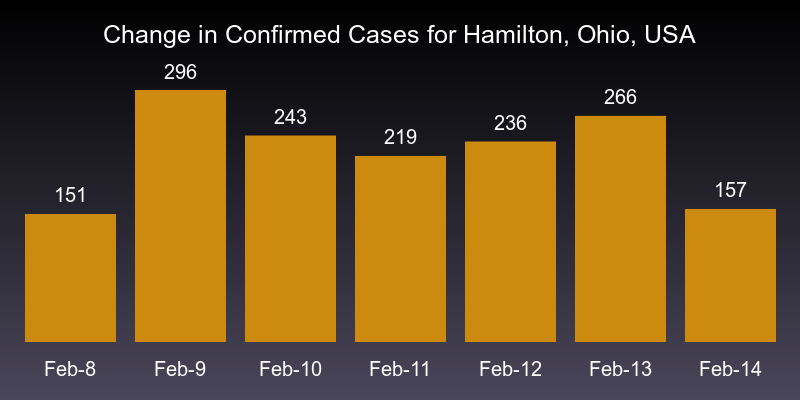 Change in Confirmed Cases for Hamilton, Ohio, USA
151
296
243
219
236
266
157
Feb-8
Feb-9
Feb-10
Feb-11
Feb-12
Feb-13
Feb-14